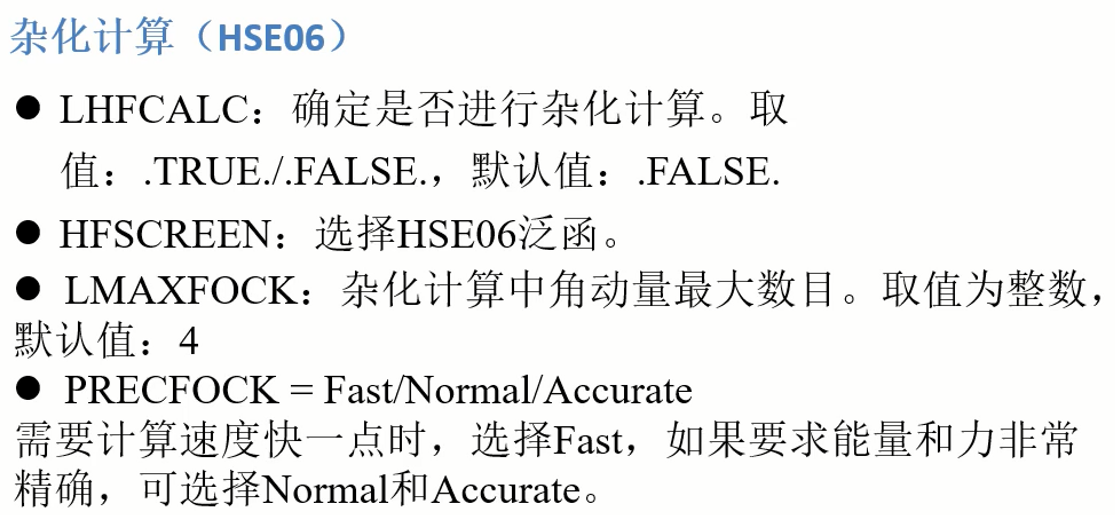 杂化计算（HSE06）
● LHFCALC：确定是否进行杂化计算。取
值：.TRUE./.FALSE.，默认值：.FALSE.
● HFSCREEN：选择HSE06泛函。
● LMAXFOCK：杂化计算中角动量最大数目。取值为整数，
默认值：4
● PRECFOCK = Fast/Normal/Accurate
需要计算速度快一点时，选择Fast，如果要求能量和力非常
精确，可选择Normal和Accurate。